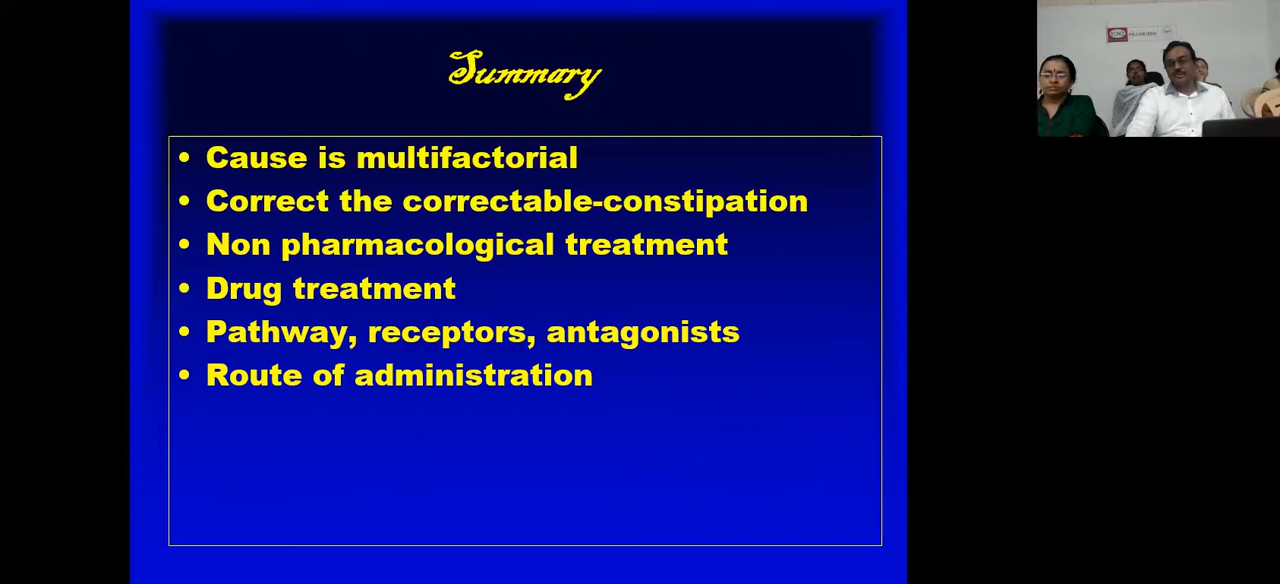 Summary
• Cause is multifactorial
• Correct the correctable-constipation
• Non pharmacological treatment
• Drug treatment
• Pathway, receptors, antagonists
• Route of administration